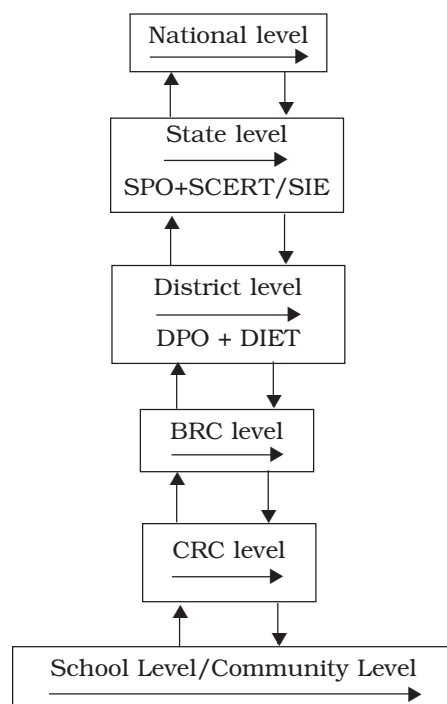 National level
State level
SPO+SCERT/SIE
District level
DPO + DIET
BRC level
CRC level
School Level/Community Level